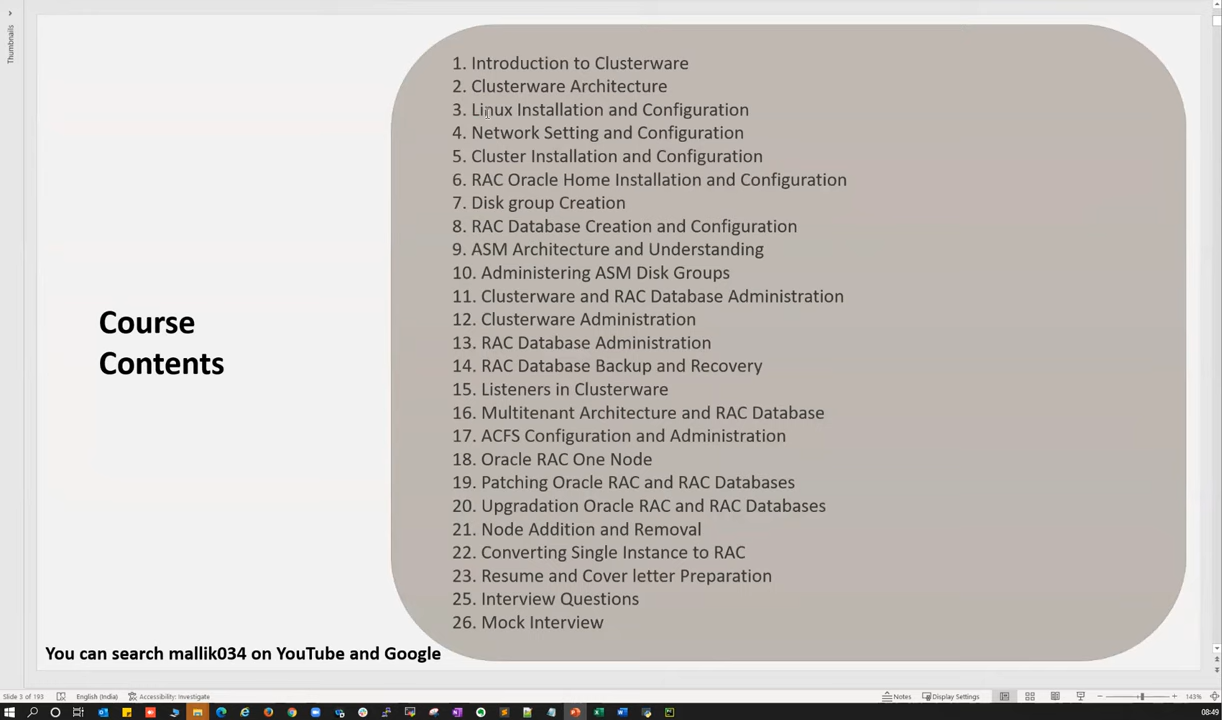 Thumbnails
1. Introduction to Clusterware
2. Clusterware Architecture
3. Linux Installation and Configuration
4. Network Setting and Configuration
5. Cluster Installation and Configuration
6. RAC Oracle Home Installation and Configuration
7. Disk group Creation
8. RAC Database Creation and Configuration
9. ASM Architecture and Understanding
10. Administering ASM Disk Groups
11. Clusterware and RAC Database Administration
12. Clusterware Administration
13. RAC Database Administration
14. RAC Database Backup and Recovery
15. Listeners in Clusterware
16. Multitenant Architecture and RAC Database
17. ACFS Configuration and Administration
18. Oracle RAC One Node
19. Patching Oracle RAC and RAC Databases
20. Upgradation Oracle RAC and RAC Databases
21. Node Addition and Removal
22. Converting Single Instance to RAC
23. Resume and Cover letter Preparation
25. Interview Questions
26. Mock Interview
Course
Contents
You can search mallik034 on YouTube and Google
Slide 3 of 193 English (India) Accessibility: Investigate Notes Display Settings 143%
08:49